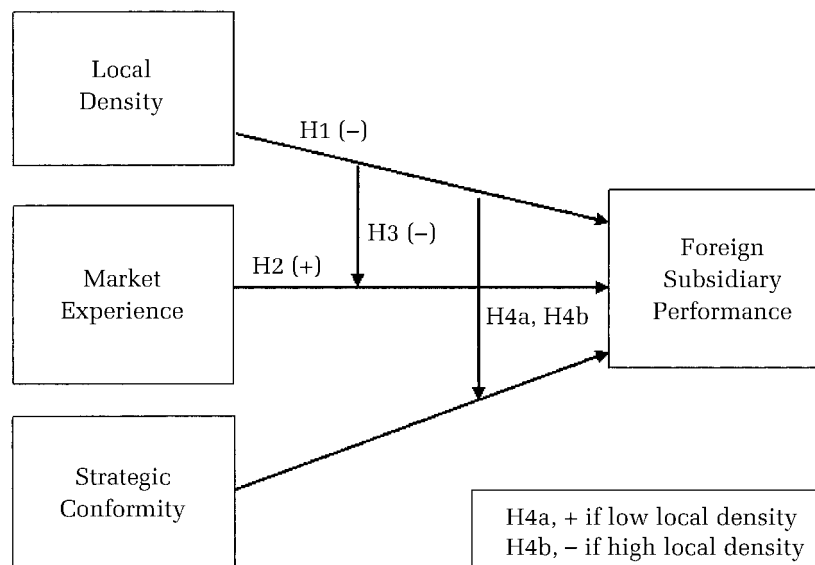 Local
Density
H1 (–)
H3 (–)
Market
Experience
H2 (+)
Foreign
Subsidiary
Performance
H4a, H4b
Strategic
Conformity
H4a, + if low local density
H4b, – if high local density